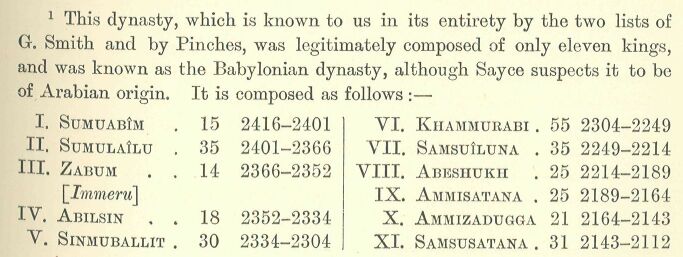 ¹ This dynasty, which is known to us in its entirety by the two lists of
G. Smith and by Pinches, was legitimately composed of only eleven kings,
and was known as the Babylonian dynasty, although Sayce suspects it to be
of Arabian origin. It is composed as follows:—
I. SUMUABÎM . 15 2416–2401
II. SUMULAÎLU . 35 2401–2366
III. ZABUM . 14 2366–2352
[Immeru]
IV. ABILSIN . . 18 2352–2334
V. SINMUBALLIT . 30 2334–2304
VI. KHAMMURABI . 55 2304–2249
VII. SAMSUÎLUNA . 35 2249–2214
VIII. ABESHUKH . 25 2214–2189
IX. AMMISATANA . 25 2189–2164
X. AMMIZADUGGA 21 2164–2143
XI. SAMSUSATANA . 31 2143–2112